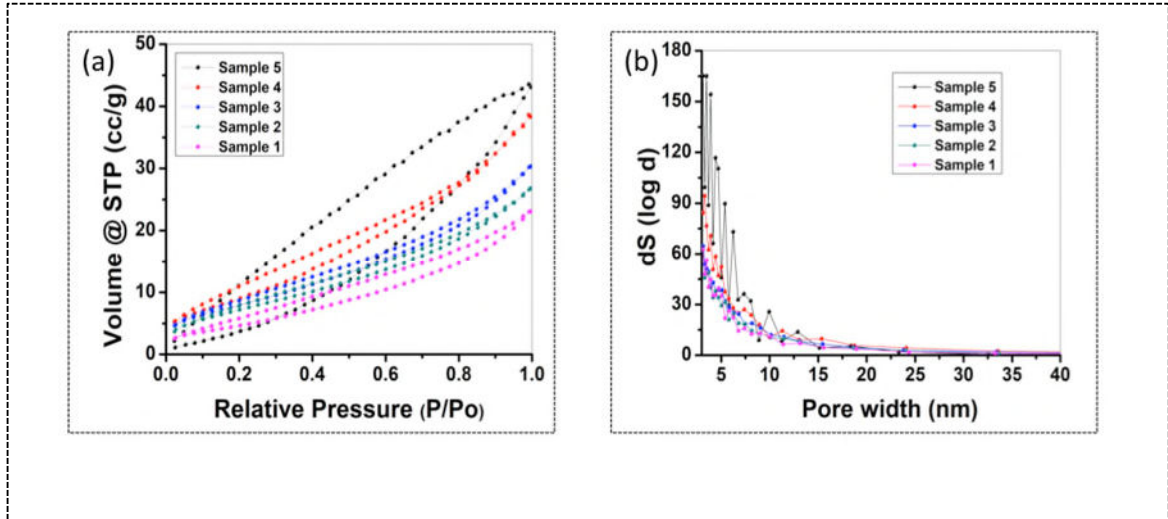 (a)
50
40
30
20
10
0
Volume @ STP (cc/g)
Sample 5
Sample 4
Sample 3
Sample 2
Sample 1
0.0 0.2 0.4 0.6 0.8 1.0
Relative Pressure (P/Po)
(b)
180
150
120
90
60
30
0
dS (log d)
Sample 5
Sample 4
Sample 3
Sample 2
Sample 1
5 10 15 20 25 30 35 40
Pore width (nm)